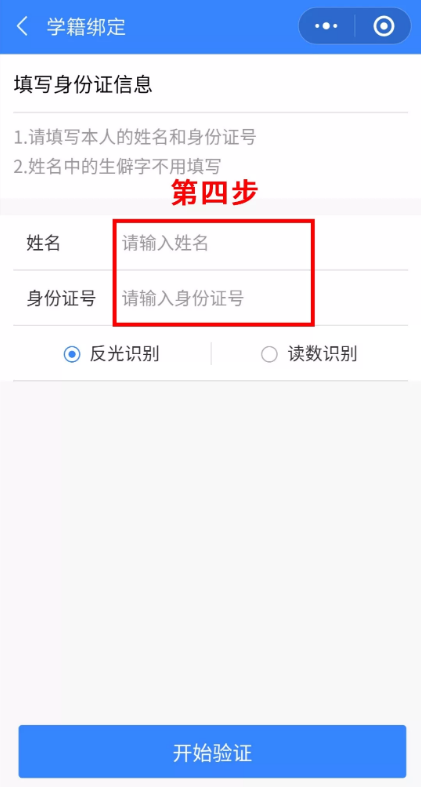 学籍绑定
填写身份证信息
1.请填写本人的姓名和身份证号
2.姓名中的生僻字不用填写
第四步
姓名 请输入姓名
身份证号 请输入身份证号
反光识别 读数识别
开始验证